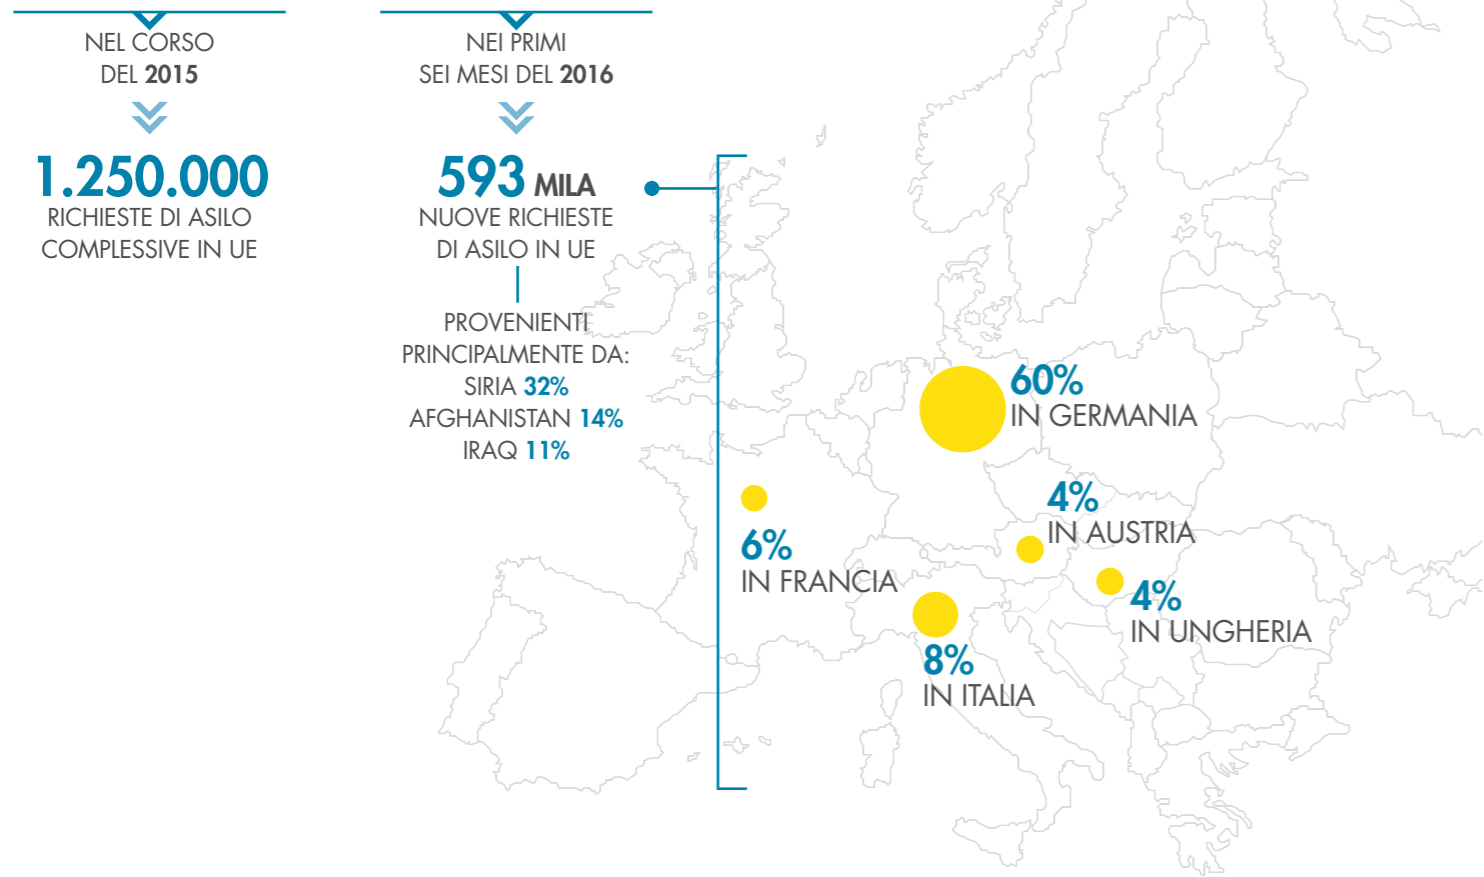 NEL CORSO
DEL 2015
1.250.000
RICHIESTE DI ASILO
COMPLESSIVE IN UE
NEI PRIMI
SEI MESI DEL 2016
593 MILA
NUOVE RICHIESTE
DI ASILO IN UE
PROVENIENTI
PRINCIPALMENTE DA:
SIRIA 32%
AFGHANISTAN 14%
IRAQ 11%
60%
IN GERMANIA
4%
IN AUSTRIA
6%
IN FRANCIA
4%
IN UNGHERIA
8%
IN ITALIA